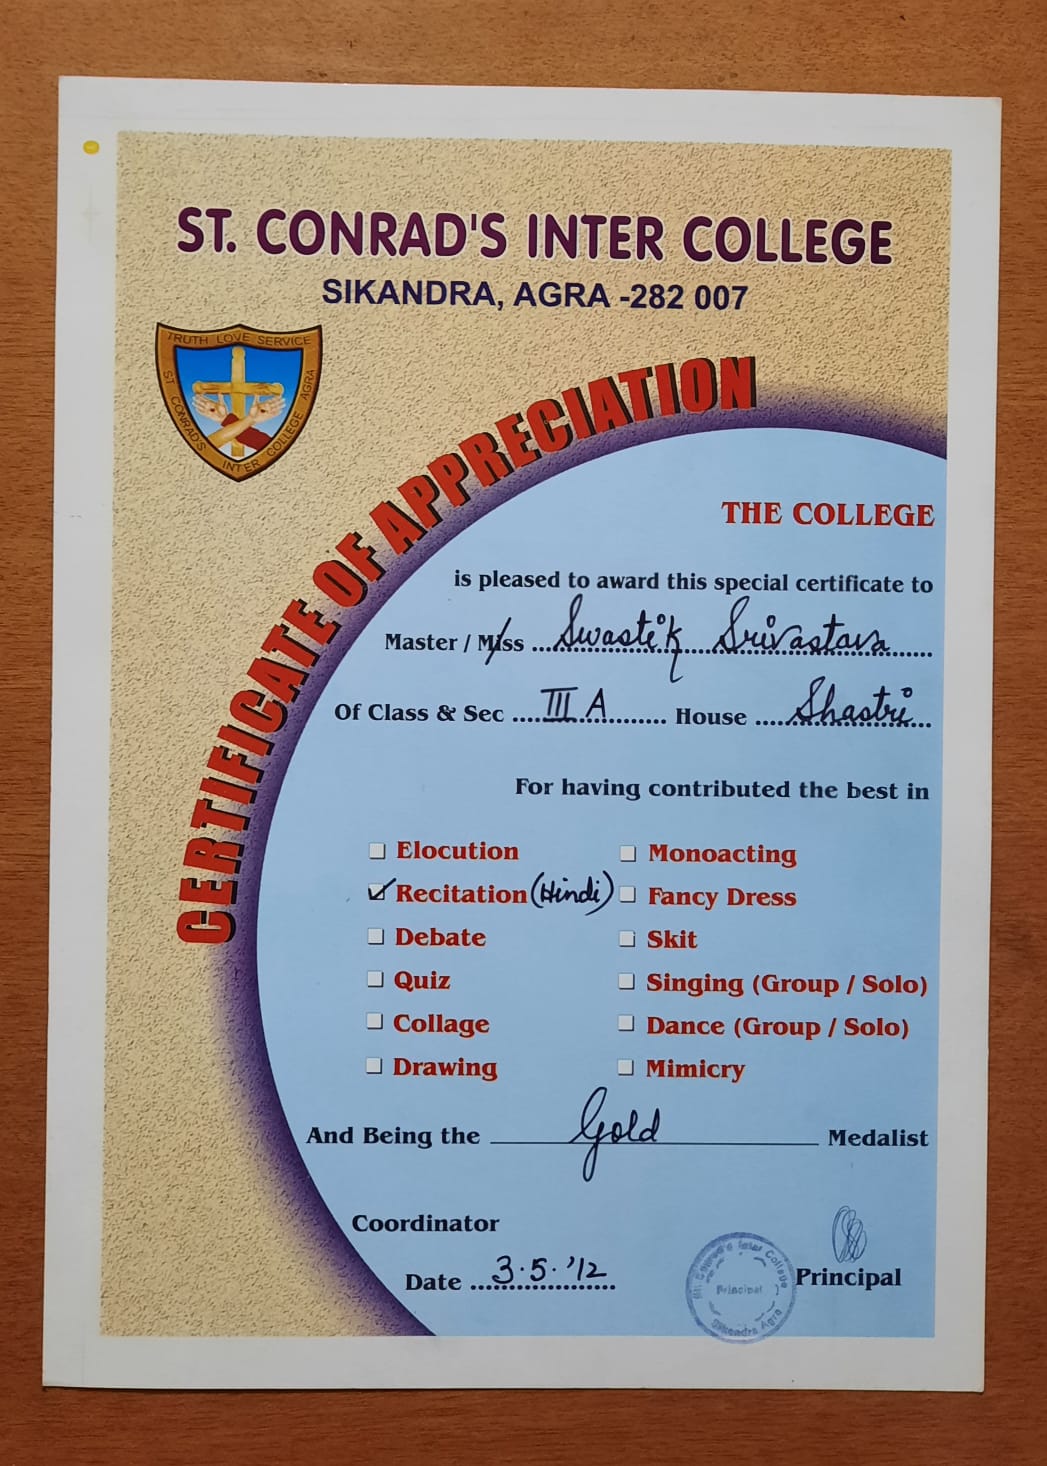 ST. CONRAD'S INTER COLLEGE
SIKANDRA, AGRA -282 007
TRUTH LOVE SERVICE
ST CONRAD'S INTER COLLEGE AGRA
CERTIFICATE OF APPRECIATION
THE COLLEGE
is pleased to award this special certificate to
Master / Miss Swastik Srivastava
Of Class & Sec III A House Shastri
For having contributed the best in
Elocution Monoacting
Recitation (Hindi) Fancy Dress
Debate Skit
Quiz Singing (Group / Solo)
Collage Dance (Group / Solo)
Drawing Mimicry
And Being the Gold Medalist
Coordinator
Date 3.5.'12 Principal
St. Conrad's Inter College
Principal
Sikandra Agra